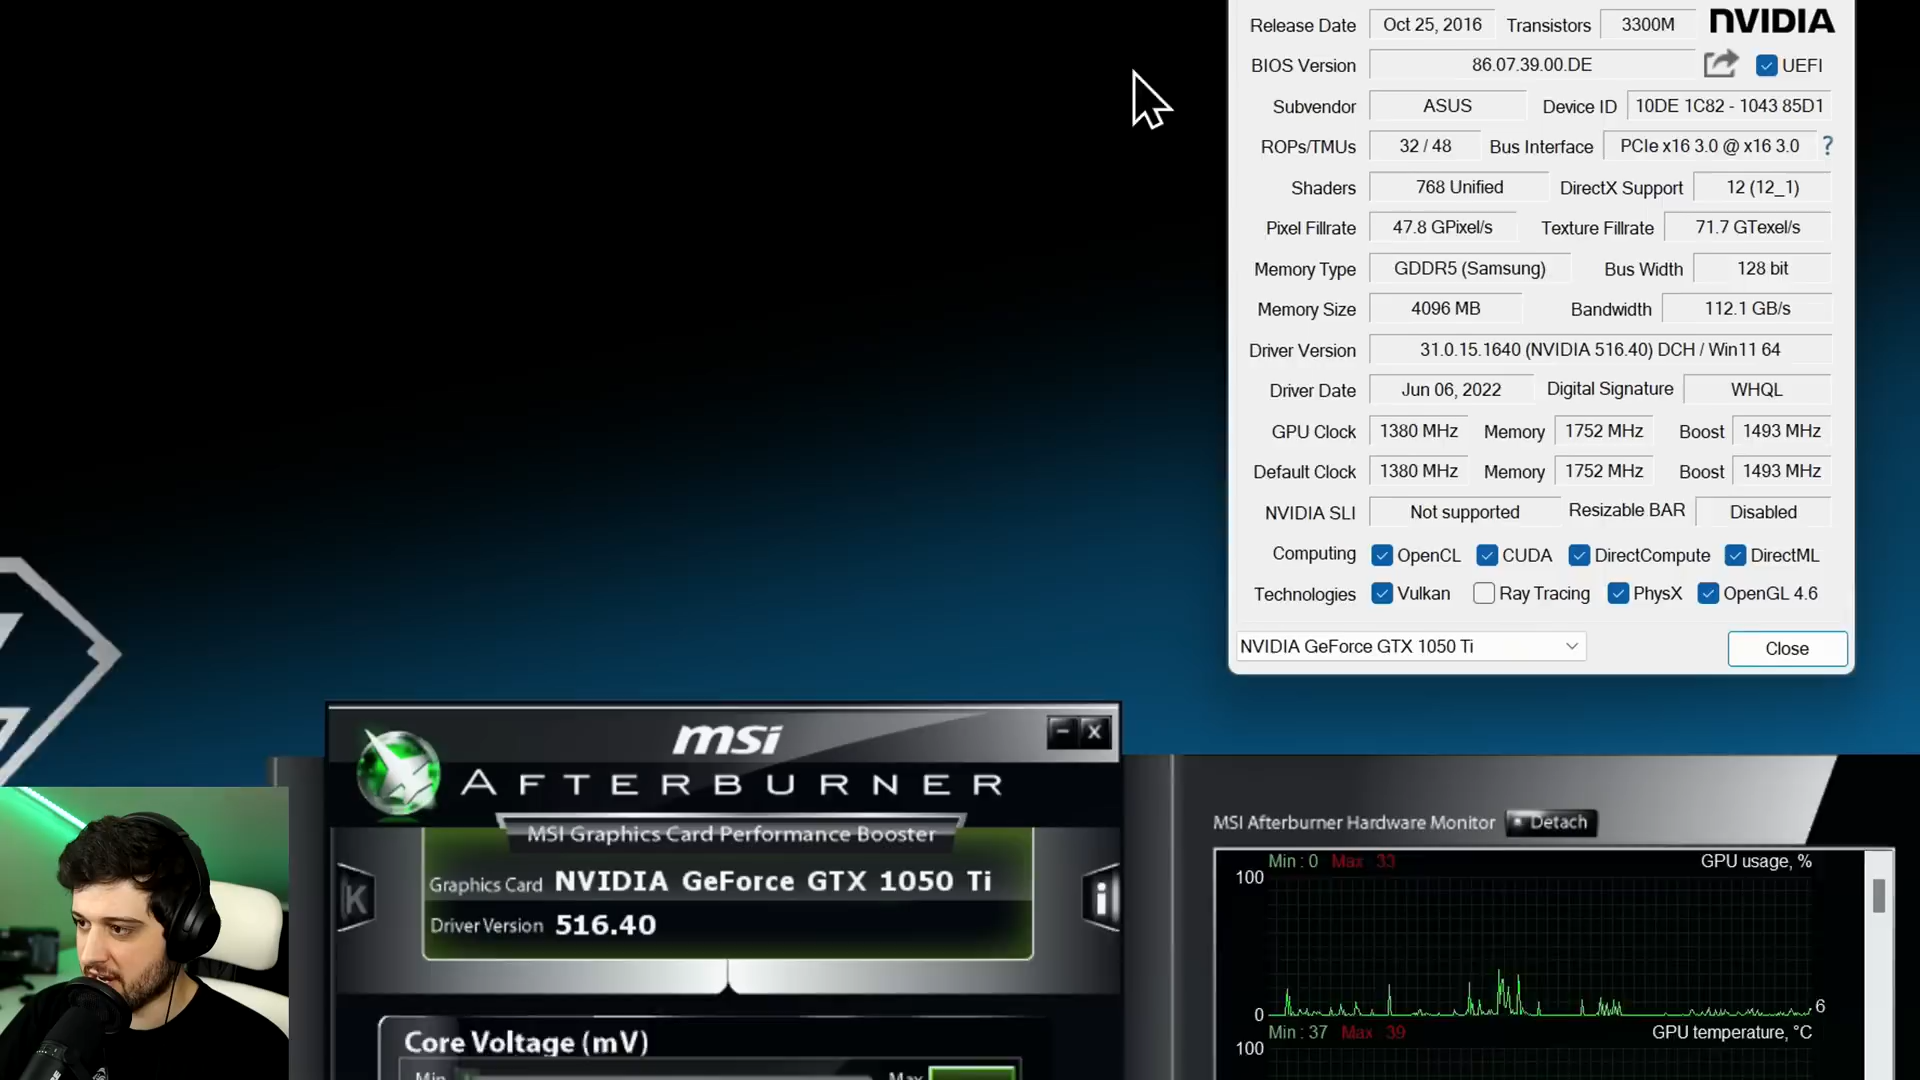 Release Date Oct 25, 2016 Transistors 3300M NVIDIA
BIOS Version 86.07.39.00.DE UEFI
Subvendor ASUS Device ID 10DE 1C82 - 1043 85D1
ROPs/TMUs 32 / 48 Bus Interface PCIe x16 3.0 @ x16 3.0 ?
Shaders 768 Unified DirectX Support 12 (12_1)
Pixel Fillrate 47.8 GPixel/s Texture Fillrate 71.7 GTexel/s
Memory Type GDDR5 (Samsung) Bus Width 128 bit
Memory Size 4096 MB Bandwidth 112.1 GB/s
Driver Version 31.0.15.1640 (NVIDIA 516.40) DCH / Win11 64
Driver Date Jun 06, 2022 Digital Signature WHQL
GPU Clock 1380 MHz Memory 1752 MHz Boost 1493 MHz
Default Clock 1380 MHz Memory 1752 MHz Boost 1493 MHz
NVIDIA SLI Not supported Resizable BAR Disabled
Computing OpenCL CUDA DirectCompute DirectML
Technologies Vulkan Ray Tracing PhysX OpenGL 4.6
NVIDIA GeForce GTX 1050 Ti Close
msi
AFTERBURNER
MSI Graphics Card Performance Booster
Graphics Card NVIDIA GeForce GTX 1050 Ti
Driver Version 516.40
K
i
Core Voltage (mV)
Min Max
MSI Afterburner Hardware Monitor Detach
Min : 0 Max 33 GPU usage, %
100
0 6
Min : 37 Max 39 GPU temperature, °C
100